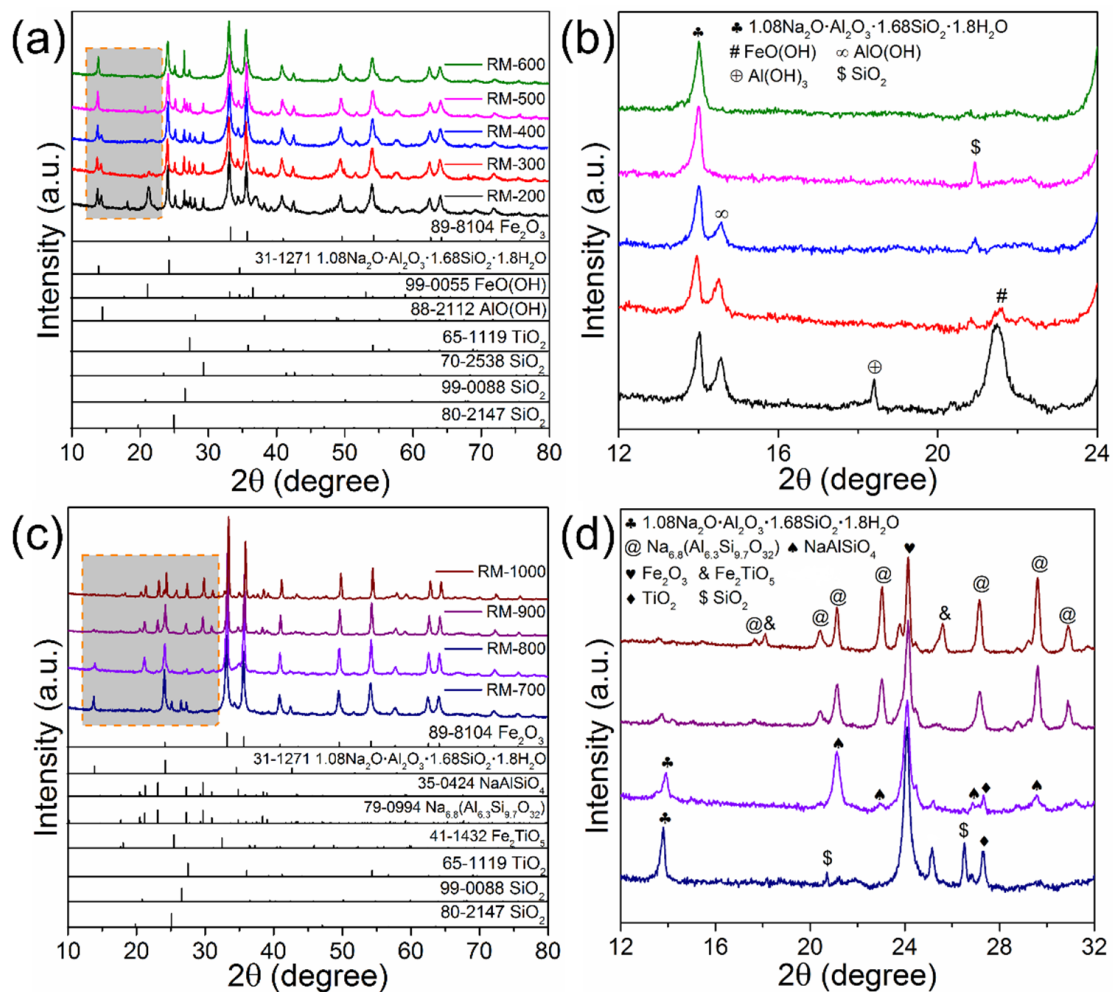 (a)
Intensity (a.u.)
RM-600
RM-500
RM-400
RM-300
RM-200
89-8104 Fe₂O₃
31-1271 1.08Na₂O·Al₂O₃·1.68SiO₂·1.8H₂O
99-0055 FeO(OH)
88-2112 AlO(OH)
65-1119 TiO₂
70-2538 SiO₂
99-0088 SiO₂
80-2147 SiO₂
10 20 30 40 50 60 70 80
2θ (degree)
(b)
Intensity (a.u.)
♣ 1.08Na₂O·Al₂O₃·1.68SiO₂·1.8H₂O
# FeO(OH) ∞ AlO(OH)
⊕ Al(OH)₃ $ SiO₂
♣
$
∞
#
⊕
12 14 16 18 20 22 24
2θ (degree)
(c)
Intensity (a.u.)
RM-1000
RM-900
RM-800
RM-700
89-8104 Fe₂O₃
31-1271 1.08Na₂O·Al₂O₃·1.68SiO₂·1.8H₂O
35-0424 NaAlSiO₄
79-0994 Na₆.₈(Al₆.₃Si₉.₇O₃₂)
41-1432 Fe₂TiO₅
65-1119 TiO₂
99-0088 SiO₂
80-2147 SiO₂
10 20 30 40 50 60 70 80
2θ (degree)
(d)
Intensity (a.u.)
♣ 1.08Na₂O·Al₂O₃·1.68SiO₂·1.8H₂O
@ Na₆.₈(Al₆.₃Si₉.₇O₃₂) ♠ NaAlSiO₄
♥ Fe₂O₃ & Fe₂TiO₅
♦ TiO₂ $ SiO₂
@ & @ @ @ ♥ & @ @ @
♣ ♠ ♠ ♠ ♦ ♠
♣ $ $ ♦
12 16 20 24 28 32
2θ (degree)